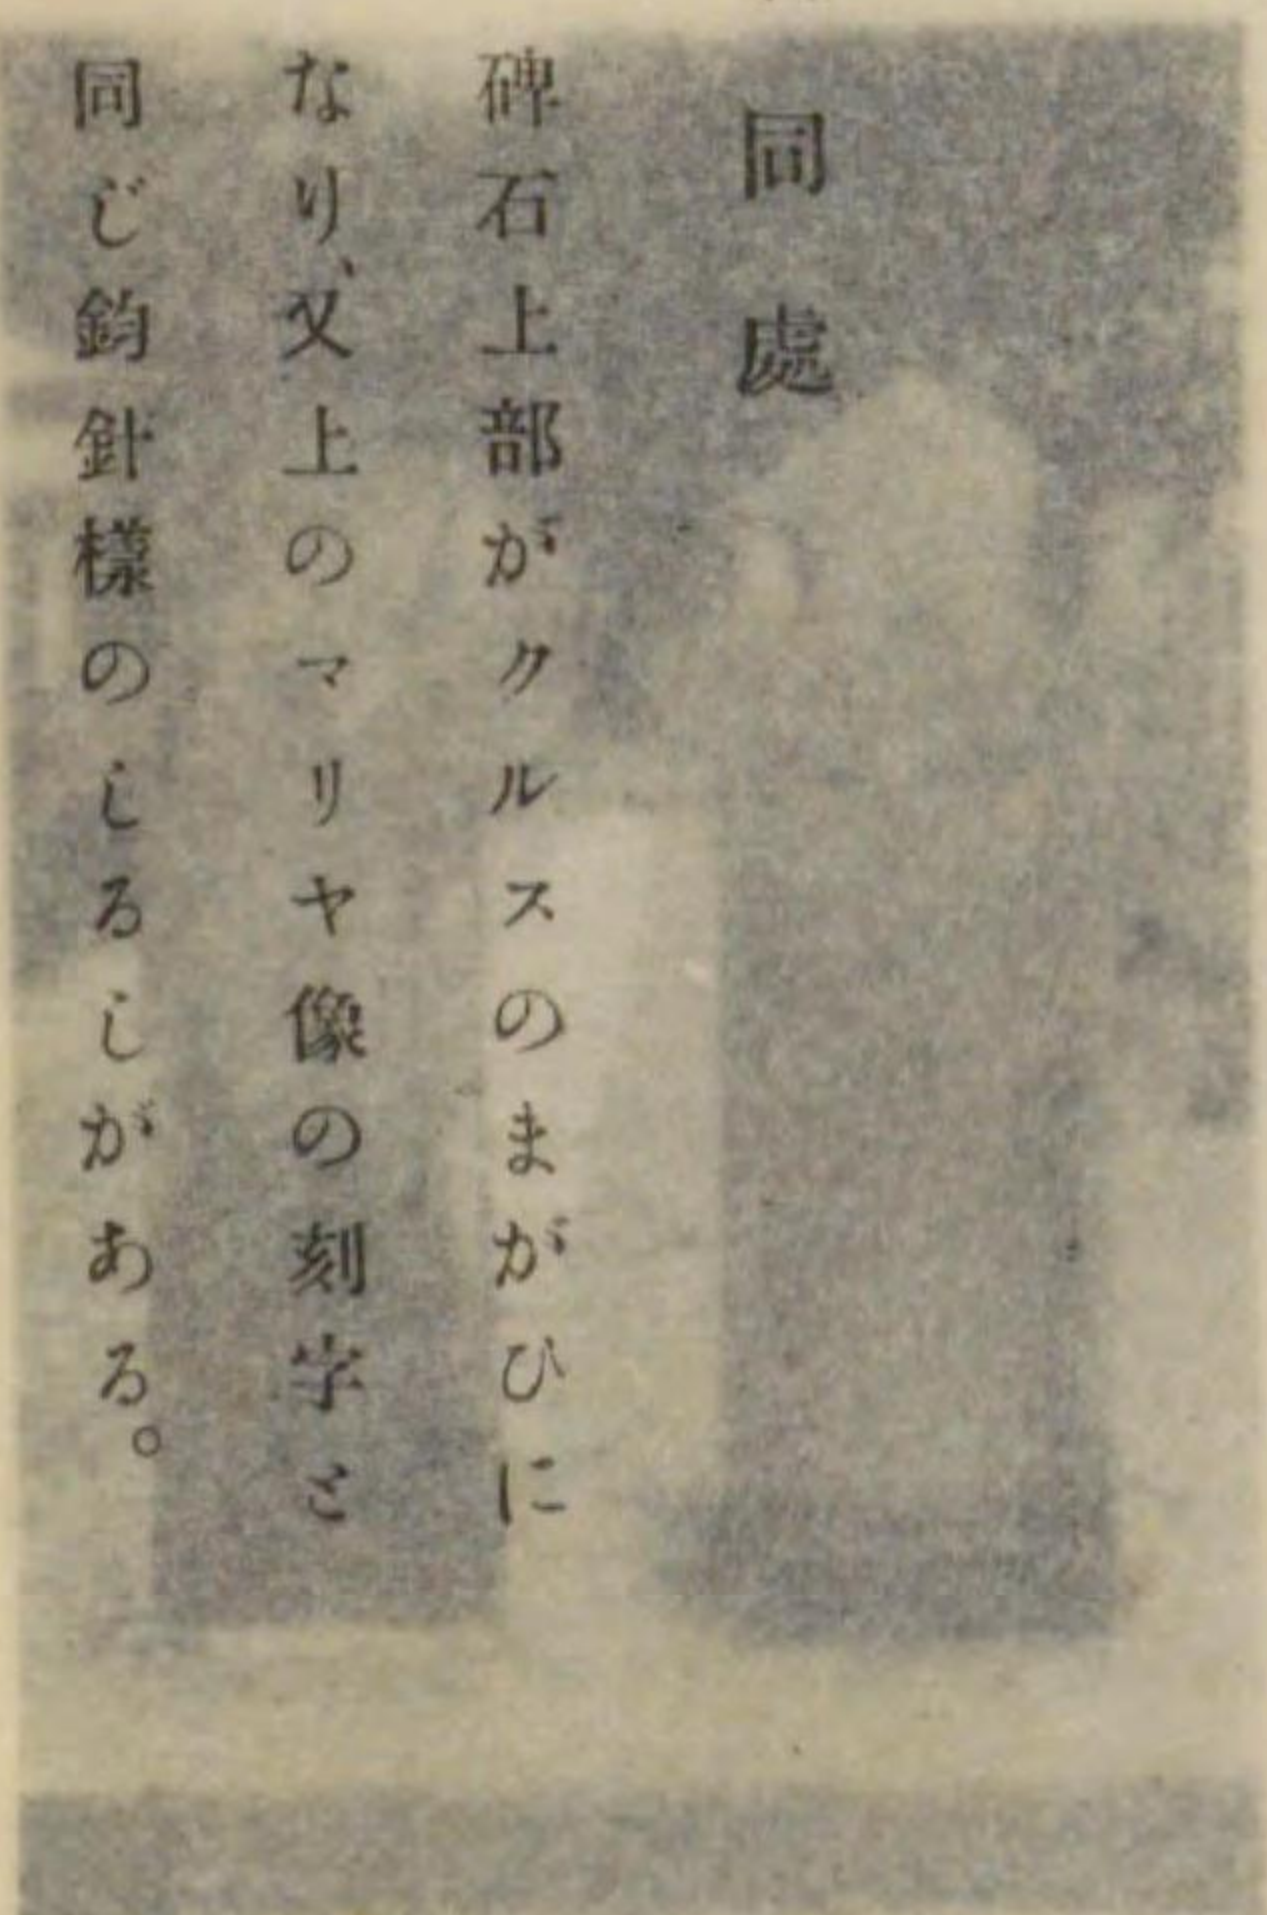 同處
碑石上部がクルスのまがひに
なり、又上のマリヤ像の刻字と
同じ鈞針樣のしるしがある。